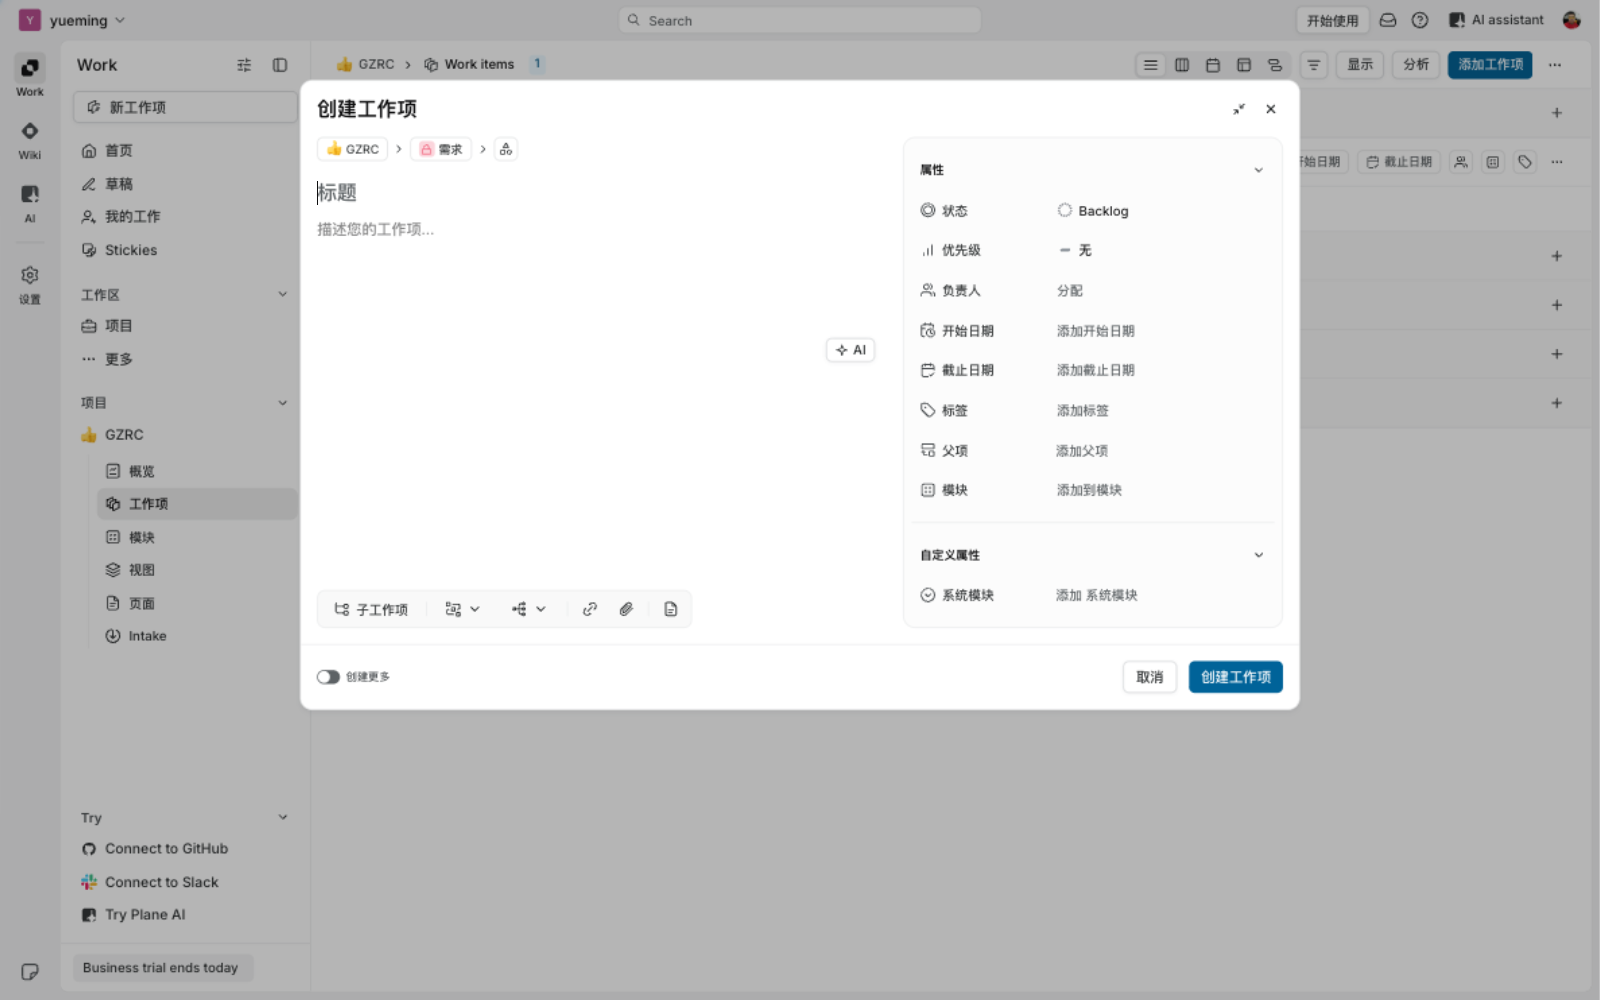 Y yueming
Search
开始使用
AI assistant
Work
Wiki
AI
设置
Work
新工作项
首页
草稿
我的工作
Stickies
工作区
项目
更多
项目
GZRC
概览
工作项
模块
视图
页面
Intake
Try
Connect to GitHub
Connect to Slack
Try Plane AI
Business trial ends today
GZRC
Work items 1
显示
分析
添加工作项
始日期
截止日期
创建工作项
GZRC
需求
标题
描述您的工作项...
AI
子工作项
属性
状态 Backlog
优先级 无
负责人 分配
开始日期 添加开始日期
截止日期 添加截止日期
标签 添加标签
父项 添加父项
模块 添加到模块
自定义属性
系统模块 添加 系统模块
创建更多
取消
创建工作项